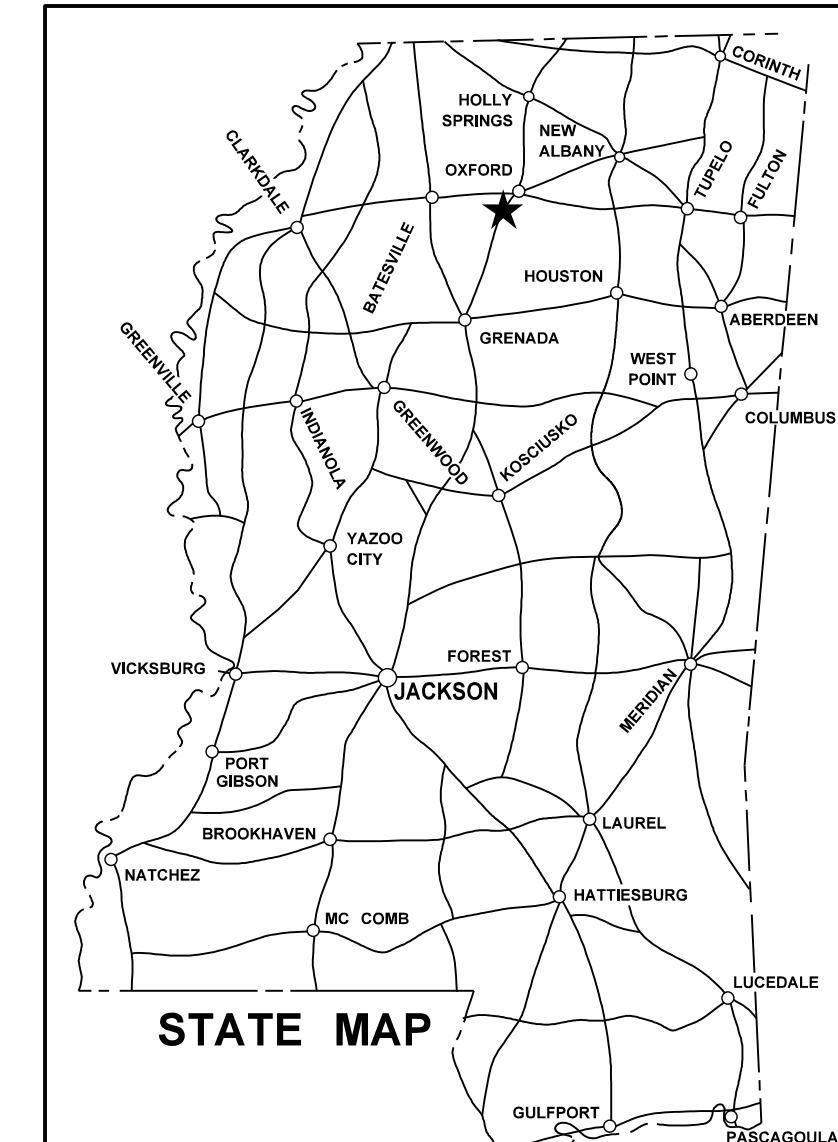 CORINTH
HOLLY
SPRINGS
NEW
ALBANY
CLARKDALE
OXFORD
TUPELO
FULTON
BATESVILLE
HOUSTON
ABERDEEN
GREENVILLE
GRENADA
WEST
POINT
COLUMBUS
INDIANOLA
GREENWOOD
KOSCIUSKO
YAZOO
CITY
VICKSBURG
FOREST
JACKSON
MERIDIAN
PORT
GIBSON
LAUREL
BROOKHAVEN
NATCHEZ
HATTIESBURG
MC COMB
LUCEDALE
STATE MAP
GULFPORT
PASCAGOULA